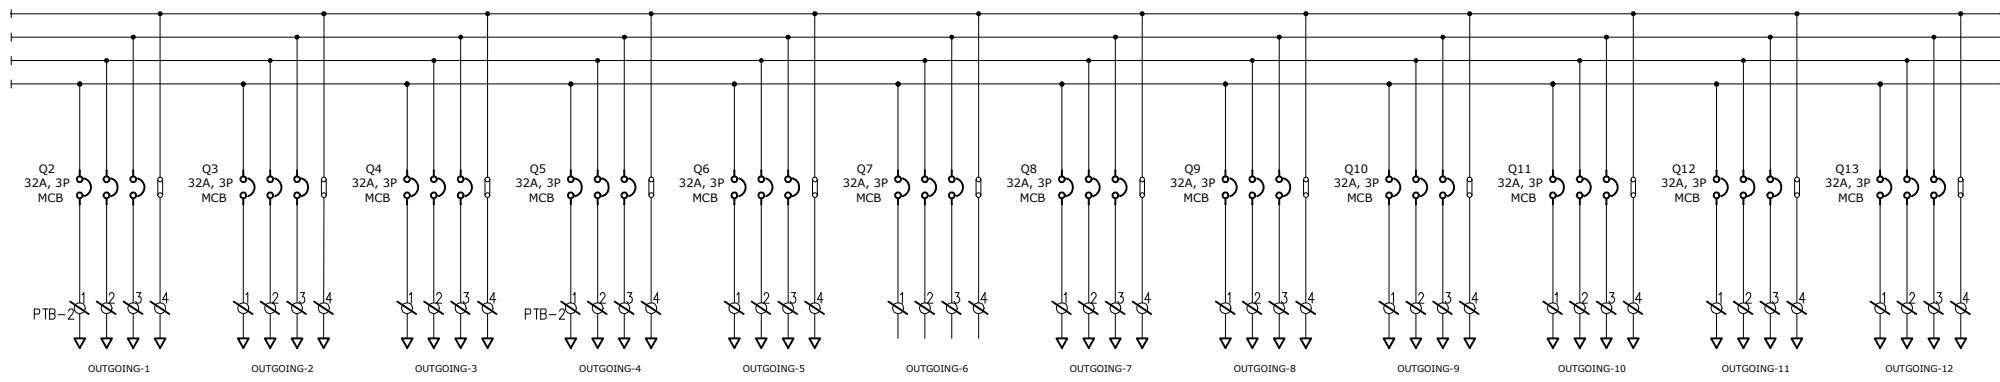 Q2
32A, 3P
MCB
Q3
32A, 3P
MCB
Q4
32A, 3P
MCB
Q5
32A, 3P
MCB
Q6
32A, 3P
MCB
Q7
32A, 3P
MCB
Q8
32A, 3P
MCB
Q9
32A, 3P
MCB
Q10
32A, 3P
MCB
Q11
32A, 3P
MCB
Q12
32A, 3P
MCB
Q13
32A, 3P
MCB
PTB-2 1 2 3 4
1 2 3 4
1 2 3 4
PTB-2 1 2 3 4
1 2 3 4
1 2 3 4
1 2 3 4
1 2 3 4
1 2 3 4
1 2 3 4
1 2 3 4
1 2 3 4
OUTGOING-1
OUTGOING-2
OUTGOING-3
OUTGOING-4
OUTGOING-5
OUTGOING-6
OUTGOING-7
OUTGOING-8
OUTGOING-9
OUTGOING-10
OUTGOING-11
OUTGOING-12